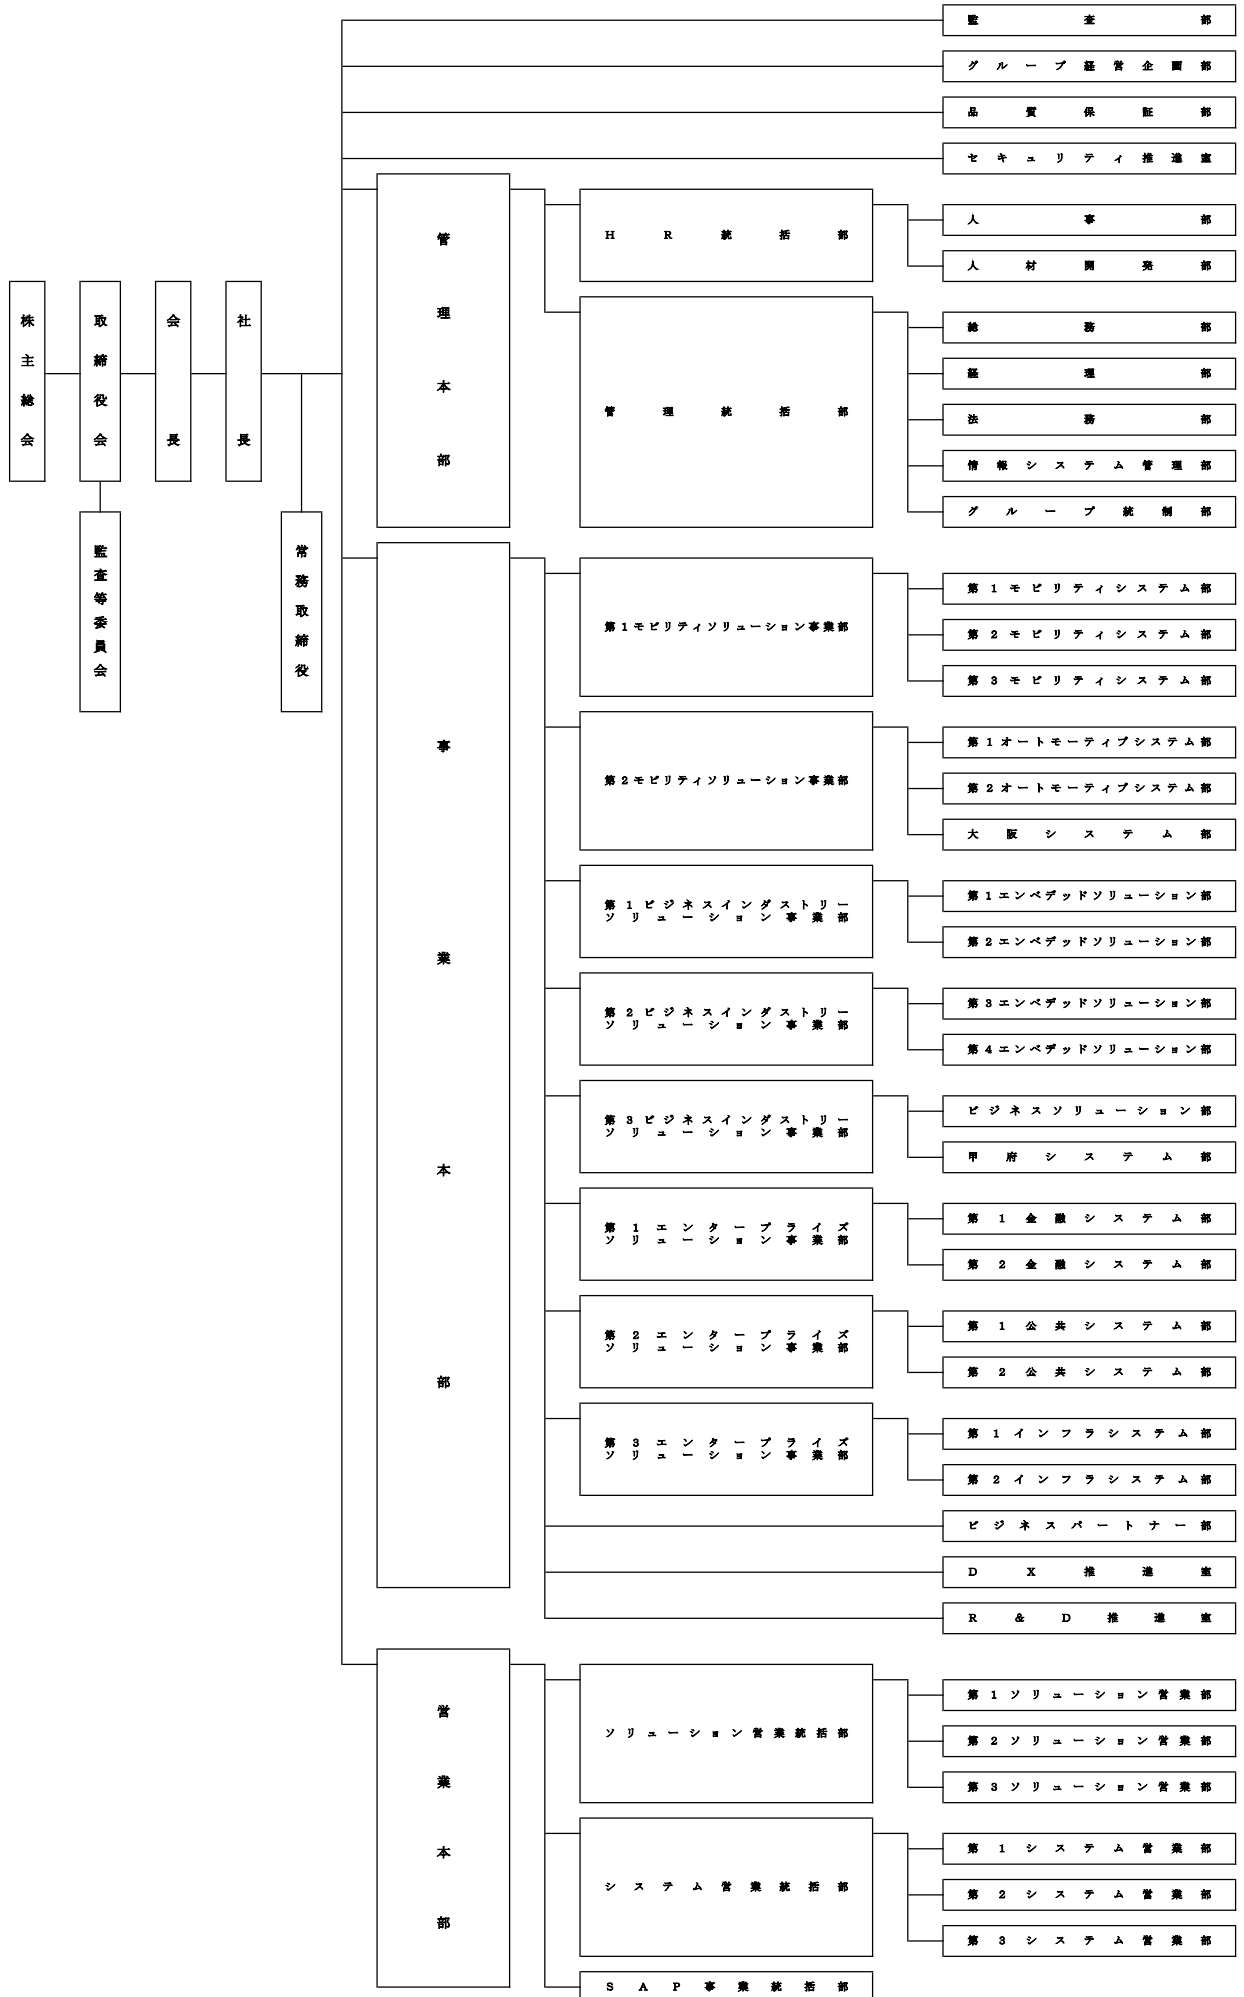 株主総会
取締役会
監査等委員会
会長
社長
常務取締役
監査部
グループ経営企画部
品質保証部
セキュリティ推進室
管理本部
HR統括部
人事部
人材開発部
管理統括部
総務部
経理部
法務部
情報システム管理部
グループ統制部
事業本部
第1モビリティソリューション事業部
第1モビリティシステム部
第2モビリティシステム部
第3モビリティシステム部
第2モビリティソリューション事業部
第1オートモーティブシステム部
第2オートモーティブシステム部
大阪システム部
第1ビジネスインダストリー
ソリューション事業部
第1エンベデッドソリューション部
第2エンベデッドソリューション部
第2ビジネスインダストリー
ソリューション事業部
第3エンベデッドソリューション部
第4エンベデッドソリューション部
第3ビジネスインダストリー
ソリューション事業部
ビジネスソリューション部
甲府システム部
第1エンタープライズ
ソリューション事業部
第1金融システム部
第2金融システム部
第2エンタープライズ
ソリューション事業部
第1公共システム部
第2公共システム部
第3エンタープライズ
ソリューション事業部
第1インフラシステム部
第2インフラシステム部
ビジネスパートナー部
DX推進室
R&D推進室
営業本部
ソリューション営業統括部
第1ソリューション営業部
第2ソリューション営業部
第3ソリューション営業部
システム営業統括部
第1システム営業部
第2システム営業部
第3システム営業部
SAP事業統括部